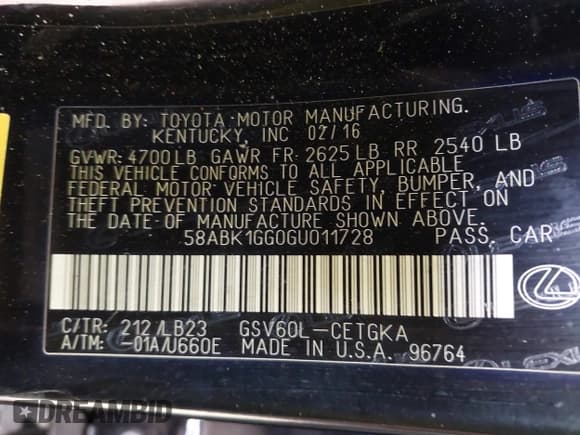 MFD. BY: TOYOTA MOTOR MANUFACTURING.
KENTUCKY, INC 02/16
GVWR: 4700LB GAWR FR: 2625LB RR 2540 LB
THIS VEHICLE CONFORMS TO ALL APPLICABLE
FEDERAL MOTOR VEHICLE SAFETY, BUMPER, AND
THEFT PREVENTION STANDARDS IN EFFECT ON
THE DATE OF MANUFACTURE SHOWN ABOVE.
58ABK1GG0GU011728 PASS. CAR
C/TR: 212/LB23 GSV60L-CETGKA
A/TM: -01A/U660E MADE IN U.S.A. 96764
DREAMBID